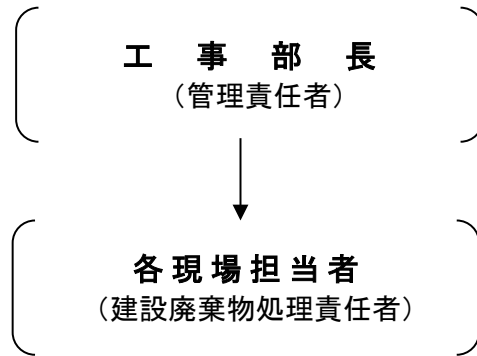 工事部長
（管理責任者）
各現場担当者
（建設廃棄物処理責任者）